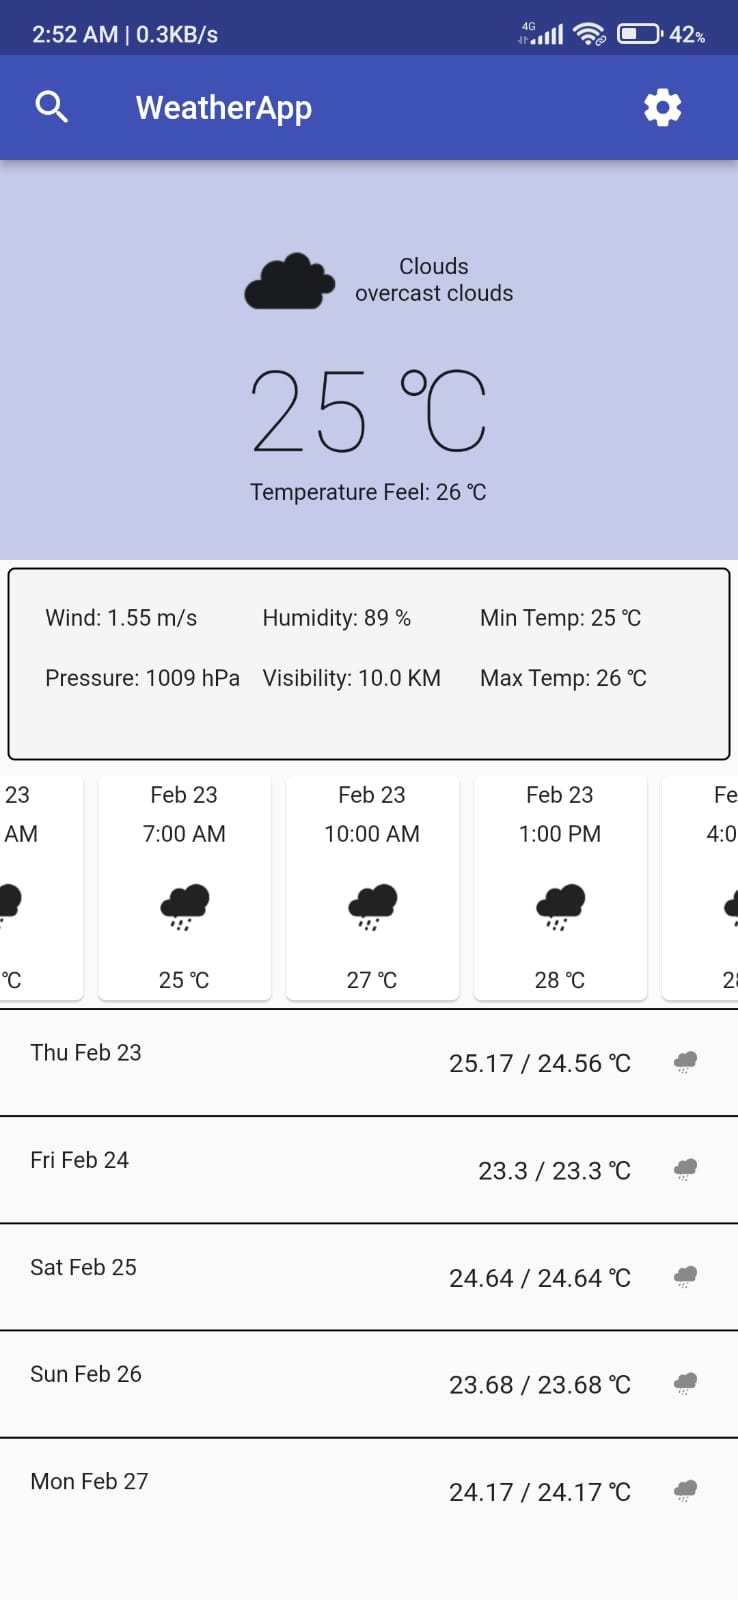 2:52 AM | 0.3KB/s 4G 42%
WeatherApp
Clouds
overcast clouds
25 ℃
Temperature Feel: 26 ℃
Wind: 1.55 m/s Humidity: 89 % Min Temp: 25 ℃
Pressure: 1009 hPa Visibility: 10.0 KM Max Temp: 26 ℃
23 Feb 23 Feb 23 Feb 23 Fe
AM 7:00 AM 10:00 AM 1:00 PM 4:0
℃ 25 ℃ 27 ℃ 28 ℃ 2
Thu Feb 23 25.17 / 24.56 ℃
Fri Feb 24 23.3 / 23.3 ℃
Sat Feb 25 24.64 / 24.64 ℃
Sun Feb 26 23.68 / 23.68 ℃
Mon Feb 27 24.17 / 24.17 ℃